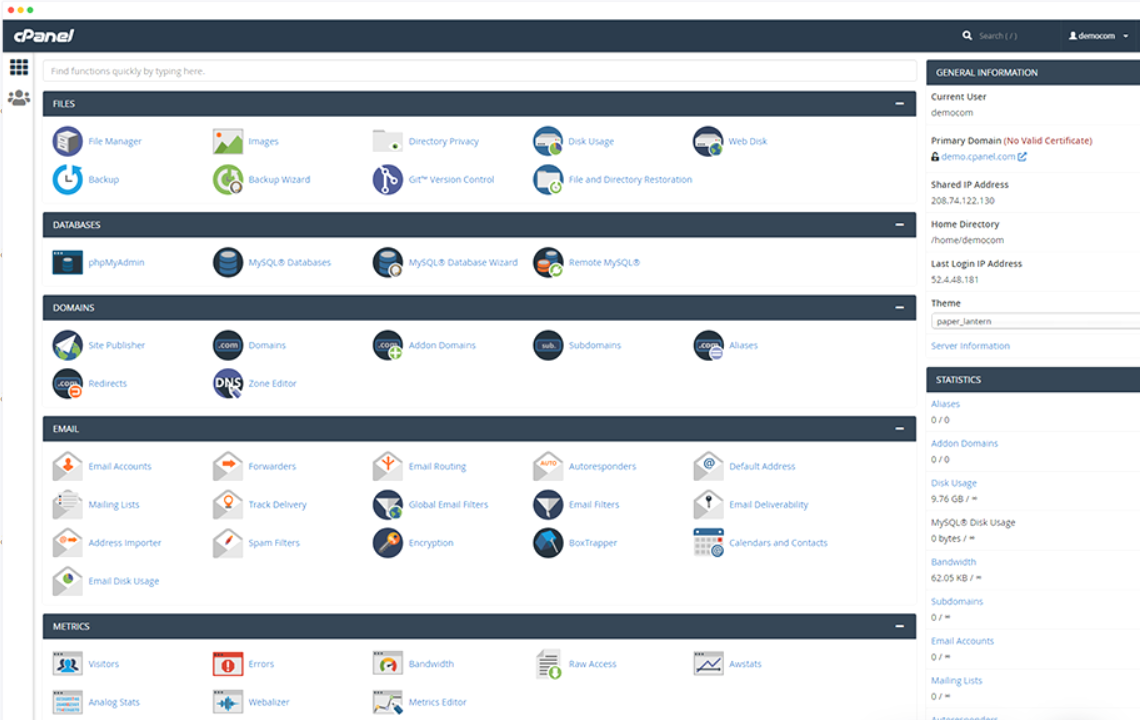 cPanel
Search ( / )
democom
Find functions quickly by typing here.
FILES
File Manager
Images
Directory Privacy
Disk Usage
Web Disk
Backup
Backup Wizard
Git™ Version Control
File and Directory Restoration
DATABASES
phpMyAdmin
MySQL® Databases
MySQL® Database Wizard
Remote MySQL®
DOMAINS
Site Publisher
.com
Domains
.com
Addon Domains
sub.
Subdomains
.com
Aliases
.com
Redirects
DNS
Zone Editor
EMAIL
Email Accounts
Forwarders
Email Routing
AUTO
Autoresponders
@
Default Address
Mailing Lists
Track Delivery
Global Email Filters
Email Filters
Email Deliverability
Address Importer
Spam Filters
Encryption
BoxTrapper
@
Calendars and Contacts
Email Disk Usage
METRICS
Visitors
Errors
Bandwidth
Raw Access
Awstats
Analog Stats
Webalizer
Metrics Editor
GENERAL INFORMATION
Current User
democom
Primary Domain (No Valid Certificate)
demo.cpanel.com
Shared IP Address
208.74.122.130
Home Directory
/home/democom
Last Login IP Address
52.4.48.181
Theme
paper_lantern
Server Information
STATISTICS
Aliases
0 / 0
Addon Domains
0 / 0
Disk Usage
9.76 GB / ∞
MySQL® Disk Usage
0 bytes / ∞
Bandwidth
62.05 KB / ∞
Subdomains
0 / ∞
Email Accounts
0 / ∞
Mailing Lists
0 / ∞
Autoresponders